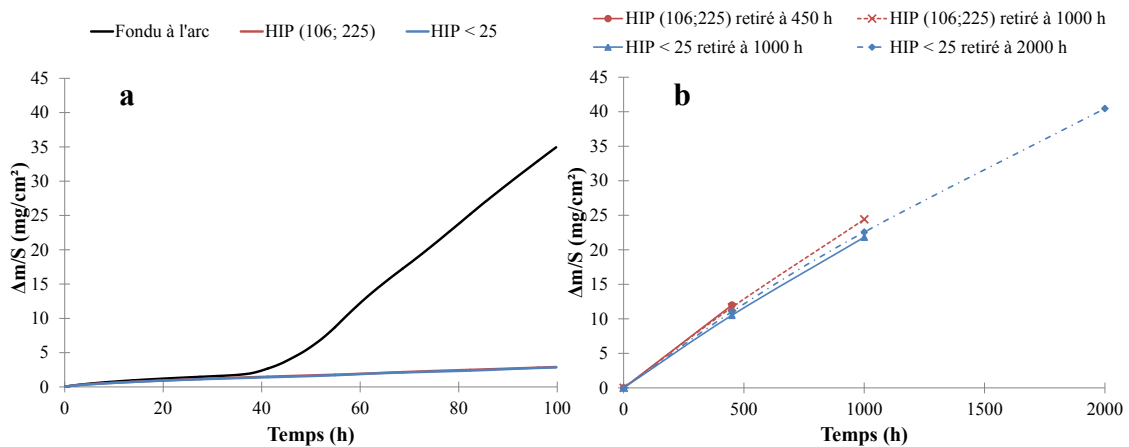 Fondu à l'arc HIP (106; 225) HIP < 25
a
Δm/S (mg/cm²)
45
40
35
30
25
20
15
10
5
0
0 20 40 60 80 100
Temps (h)
HIP (106;225) retiré à 450 h HIP (106;225) retiré à 1000 h
HIP < 25 retiré à 1000 h HIP < 25 retiré à 2000 h
b
Δm/S (mg/cm²)
45
40
35
30
25
20
15
10
5
0
0 500 1000 1500 2000
Temps (h)